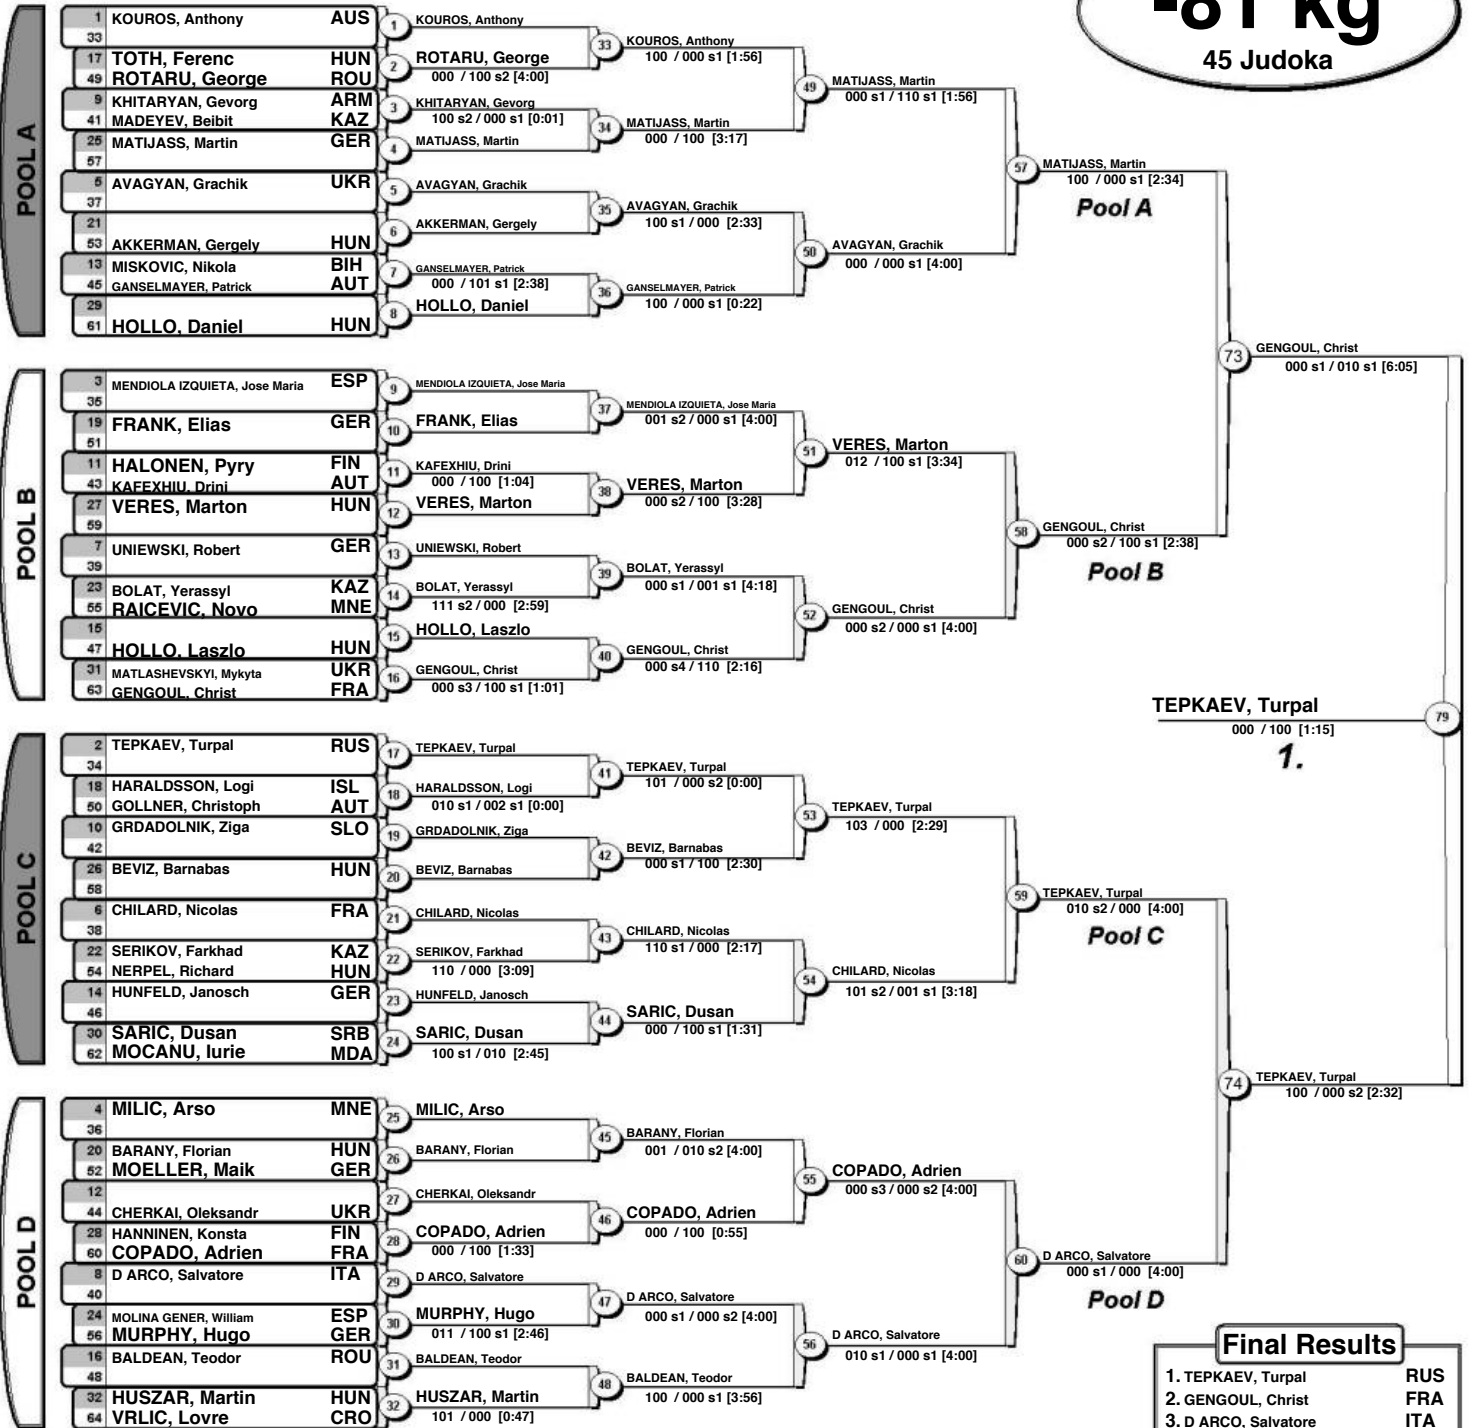 -81 kg
45 Judoka
POOL A
1 KOUROS, Anthony AUS
33
17 TOTH, Ferenc HUN
49 ROTARU, George ROU
9 KHITARYAN, Gevorg ARM
41 MADEYEV, Beibit KAZ
25 MATIJASS, Martin GER
57
5 AVAGYAN, Grachik UKR
37
21
53 AKKERMAN, Gergely HUN
13 MISKOVIC, Nikola BIH
45 GANSELMAYER, Patrick AUT
29
61 HOLLO, Daniel HUN
1 KOUROS, Anthony
2 ROTARU, George
000 / 100 s2 [4:00]
3 KHITARYAN, Gevorg
100 s2 / 000 s1 [0:01]
4 MATIJASS, Martin
5 AVAGYAN, Grachik
6 AKKERMAN, Gergely
7 GANSELMAYER, Patrick
000 / 101 s1 [2:38]
8 HOLLO, Daniel
33 KOUROS, Anthony
100 / 000 s1 [1:56]
34 MATIJASS, Martin
000 / 100 [3:17]
35 AVAGYAN, Grachik
100 s1 / 000 [2:33]
36 GANSELMAYER, Patrick
100 / 000 s1 [0:22]
49 MATIJASS, Martin
000 s1 / 110 s1 [1:56]
50 AVAGYAN, Grachik
000 / 000 s1 [4:00]
57 MATIJASS, Martin
100 / 000 s1 [2:34]
Pool A
POOL B
3 MENDIOLA IZQUIETA, Jose Maria ESP
35
19 FRANK, Elias GER
51
11 HALONEN, Pyry FIN
43 KAFEXHIU, Drini AUT
27 VERES, Marton HUN
59
7 UNIEWSKI, Robert GER
39
23 BOLAT, Yerassyl KAZ
55 RAICEVIC, Novo MNE
15
47 HOLLO, Laszlo HUN
31 MATLASHEVSKYI, Mykyta UKR
63 GENGOUL, Christ FRA
9 MENDIOLA IZQUIETA, Jose Maria
10 FRANK, Elias
11 KAFEXHIU, Drini
000 / 100 [1:04]
12 VERES, Marton
13 UNIEWSKI, Robert
14 BOLAT, Yerassyl
111 s2 / 000 [2:59]
15 HOLLO, Laszlo
16 GENGOUL, Christ
000 s3 / 100 s1 [1:01]
37 MENDIOLA IZQUIETA, Jose Maria
001 s2 / 000 s1 [4:00]
38 VERES, Marton
000 s2 / 100 [3:28]
39 BOLAT, Yerassyl
000 s1 / 001 s1 [4:18]
40 GENGOUL, Christ
000 s4 / 110 [2:16]
51 VERES, Marton
012 / 100 s1 [3:34]
52 GENGOUL, Christ
000 s2 / 000 s1 [4:00]
58 GENGOUL, Christ
000 s2 / 100 s1 [2:38]
Pool B
73 GENGOUL, Christ
000 s1 / 010 s1 [6:05]
TEPKAEV, Turpal 79
000 / 100 [1:15]
1.
POOL C
2 TEPKAEV, Turpal RUS
34
18 HARALDSSON, Logi ISL
50 GOLLNER, Christoph AUT
10 GRDADOLNIK, Ziga SLO
42
26 BEVIZ, Barnabas HUN
58
6 CHILARD, Nicolas FRA
38
22 SERIKOV, Farkhad KAZ
54 NERPEL, Richard HUN
14 HUNFELD, Janosch GER
46
30 SARIC, Dusan SRB
62 MOCANU, Iurie MDA
17 TEPKAEV, Turpal
18 HARALDSSON, Logi
010 s1 / 002 s1 [0:00]
19 GRDADOLNIK, Ziga
20 BEVIZ, Barnabas
21 CHILARD, Nicolas
22 SERIKOV, Farkhad
110 / 000 [3:09]
23 HUNFELD, Janosch
24 SARIC, Dusan
100 s1 / 010 [2:45]
41 TEPKAEV, Turpal
101 / 000 s2 [0:00]
42 BEVIZ, Barnabas
000 s1 / 100 [2:30]
43 CHILARD, Nicolas
110 s1 / 000 [2:17]
44 SARIC, Dusan
000 / 100 s1 [1:31]
53 TEPKAEV, Turpal
103 / 000 [2:29]
54 CHILARD, Nicolas
101 s2 / 001 s1 [3:18]
59 TEPKAEV, Turpal
010 s2 / 000 [4:00]
Pool C
74 TEPKAEV, Turpal
100 / 000 s2 [2:32]
POOL D
4 MILIC, Arso MNE
36
20 BARANY, Florian HUN
52 MOELLER, Maik GER
12
44 CHERKAI, Oleksandr UKR
28 HANNINEN, Konsta FIN
60 COPADO, Adrien FRA
8 D ARCO, Salvatore ITA
40
24 MOLINA GENER, William ESP
56 MURPHY, Hugo GER
16 BALDEAN, Teodor ROU
48
32 HUSZAR, Martin HUN
64 VRLIC, Lovre CRO
25 MILIC, Arso
26 BARANY, Florian
27 CHERKAI, Oleksandr
28 COPADO, Adrien
000 / 100 [1:33]
29 D ARCO, Salvatore
30 MURPHY, Hugo
011 / 100 s1 [2:46]
31 BALDEAN, Teodor
32 HUSZAR, Martin
101 / 000 [0:47]
45 BARANY, Florian
001 / 010 s2 [4:00]
46 COPADO, Adrien
000 / 100 [0:55]
47 D ARCO, Salvatore
000 s1 / 000 s2 [4:00]
48 BALDEAN, Teodor
100 / 000 s1 [3:56]
55 COPADO, Adrien
000 s3 / 000 s2 [4:00]
56 D ARCO, Salvatore
010 s1 / 000 s1 [4:00]
60 D ARCO, Salvatore
000 s1 / 000 [4:00]
Pool D
Final Results
1. TEPKAEV, Turpal RUS
2. GENGOUL, Christ FRA
3. D ARCO, Salvatore ITA